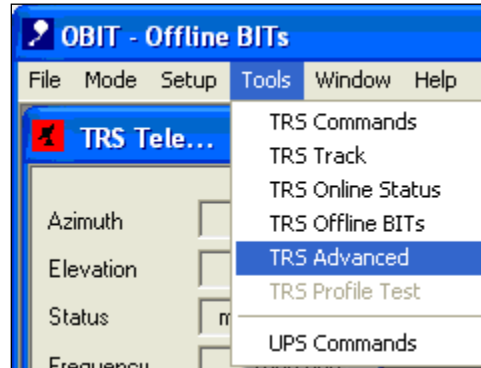 OBIT - Offline BITs
File Mode Setup Tools Window Help
TRS Tele...
TRS Commands
TRS Track
TRS Online Status
TRS Offline BITs
TRS Advanced
TRS Profile Test
UPS Commands
Azimuth
Elevation
Status
Frequency